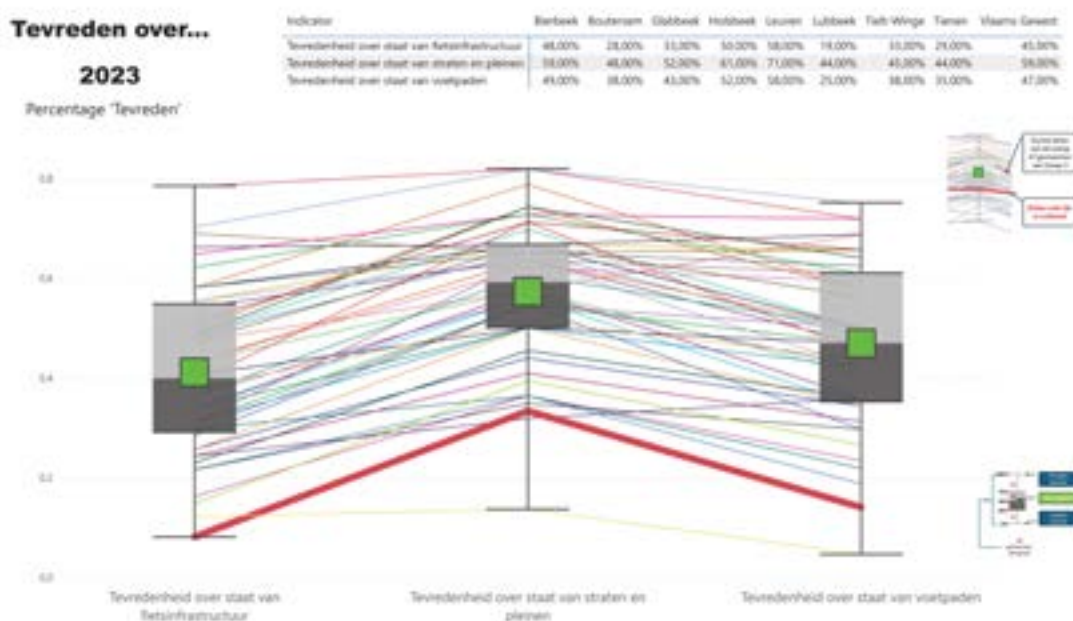 Tevreden over...
2023
Percentage 'Tevreden'
Indicator Bierbeek Boutersem Glabbeek Holsbeek Leuven Lubbeek Tielt-Winge Tienen Vlaams Gewest
Tevredenheid over staat van fietsinfrastructuur 48,00% 28,00% 33,00% 50,00% 58,00% 19,00% 33,00% 29,00% 45,00%
Tevredenheid over staat van straten en pleinen 59,00% 48,00% 52,00% 61,00% 71,00% 44,00% 45,00% 44,00% 59,00%
Tevredenheid over staat van voetpaden 49,00% 38,00% 43,00% 52,00% 58,00% 25,00% 38,00% 35,00% 47,00%
0,8
0,6
0,4
0,2
0,0
Tevredenheid over staat van
fietsinfrastructuur
Tevredenheid over staat van straten en
pleinen
Tevredenheid over staat van voetpaden